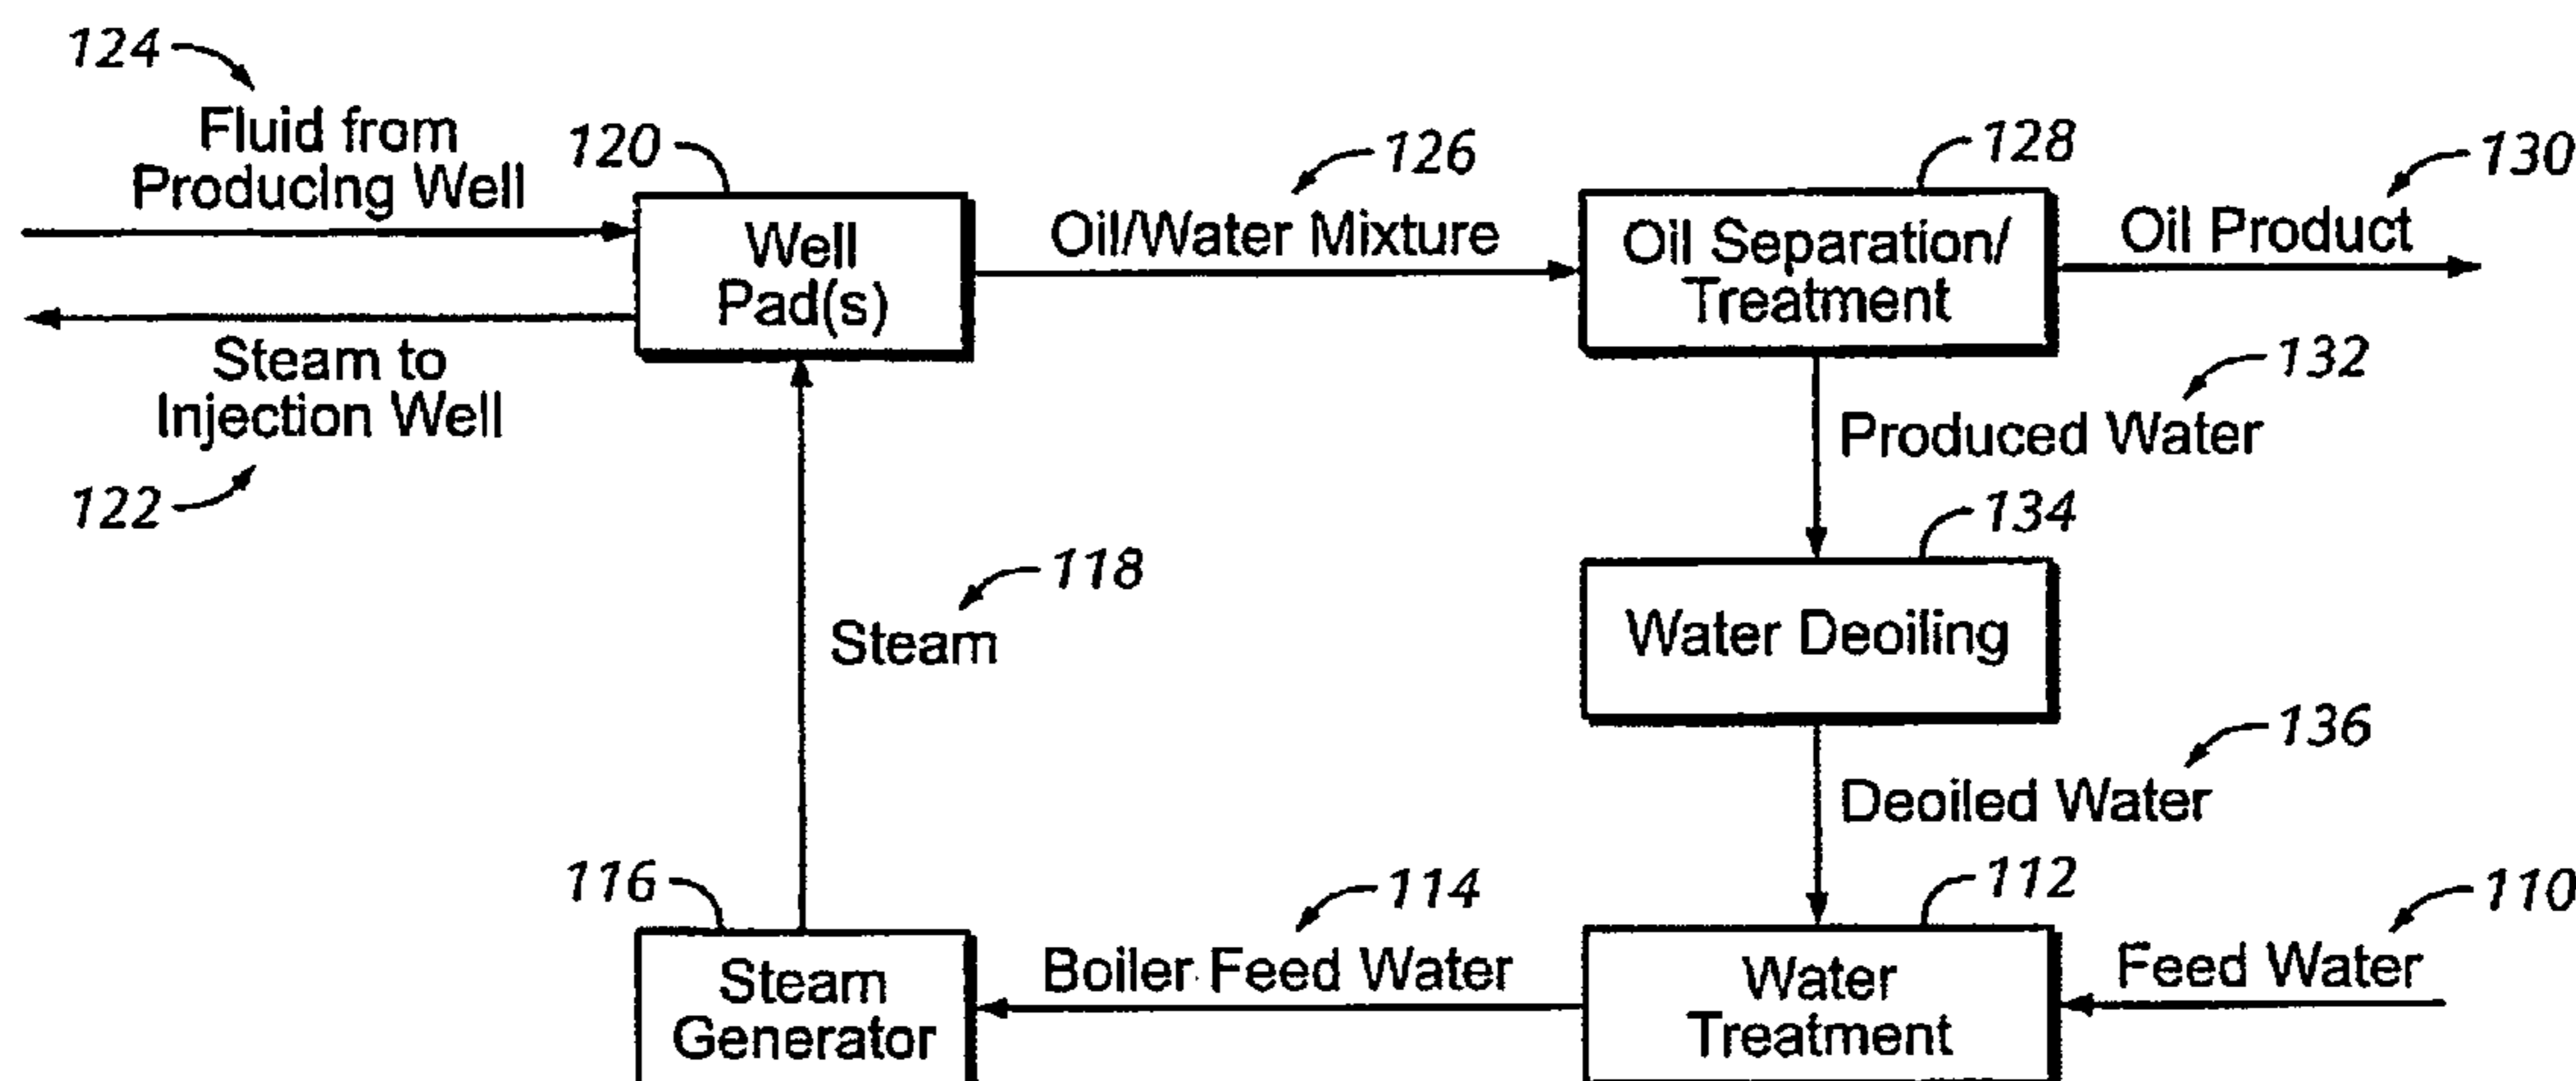 124
Fluid from
Producing Well
120
Well
Pad(s)
126
Oil/Water Mixture
128
Oil Separation/
Treatment
130
Oil Product
Steam to
Injection Well
122
132
Produced Water
118
Steam
134
Water Deoiling
136
Deoiled Water
116
Steam
Generator
114
Boiler Feed Water
112
Water
Treatment
110
Feed Water